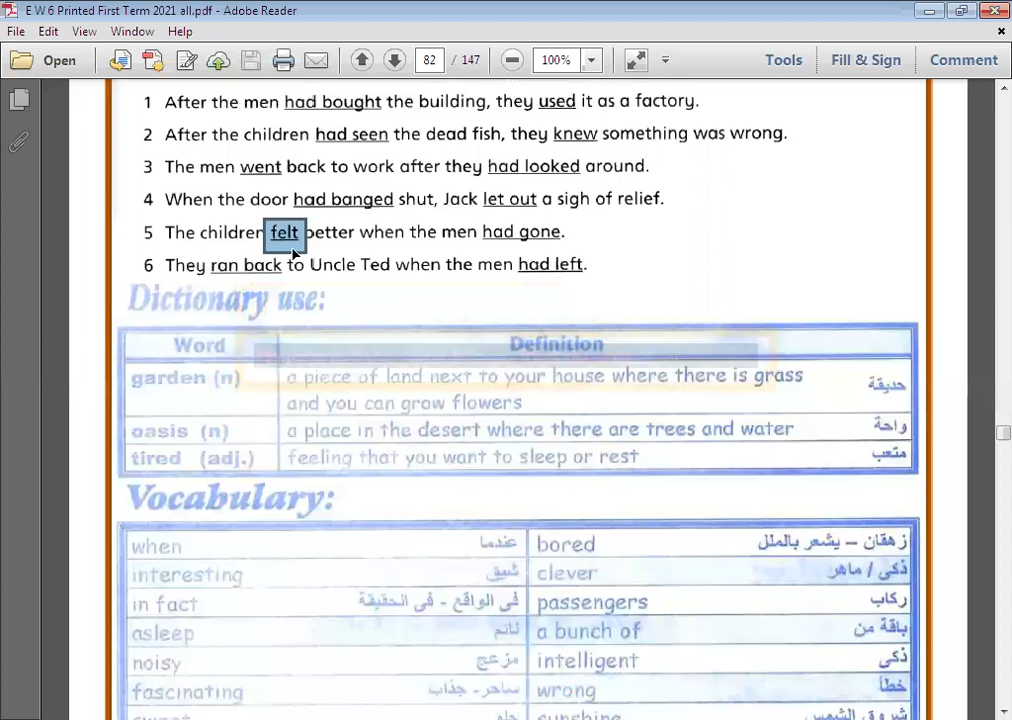 E W 6 Printed First Term 2021 all.pdf - Adobe Reader
File Edit View Window Help
Open 82 / 147 100% Tools Fill & Sign Comment
1 After the men had bought the building, they used it as a factory.
2 After the children had seen the dead fish, they knew something was wrong.
3 The men went back to work after they had looked around.
4 When the door had banged shut, Jack let out a sigh of relief.
5 The children felt better when the men had gone.
6 They ran back to Uncle Ted when the men had left.
Dictionary use:
Word Definition
garden (n) a piece of land next to your house where there is grass حديقة
and you can grow flowers
oasis (n) a place in the desert where there are trees and water واحة
tired (adj.) feeling that you want to sleep or rest متعب
Vocabulary:
when عندما bored زهقان – يشعر بالملل
interesting شيق clever ذكى / ماهر
in fact فى الواقع - فى الحقيقة passengers ركاب
asleep نائم a bunch of باقة من
noisy مزعج intelligent ذكى
fascinating ساحر- جذاب wrong خطأ
sweet حلو sunshine شروق الشمس